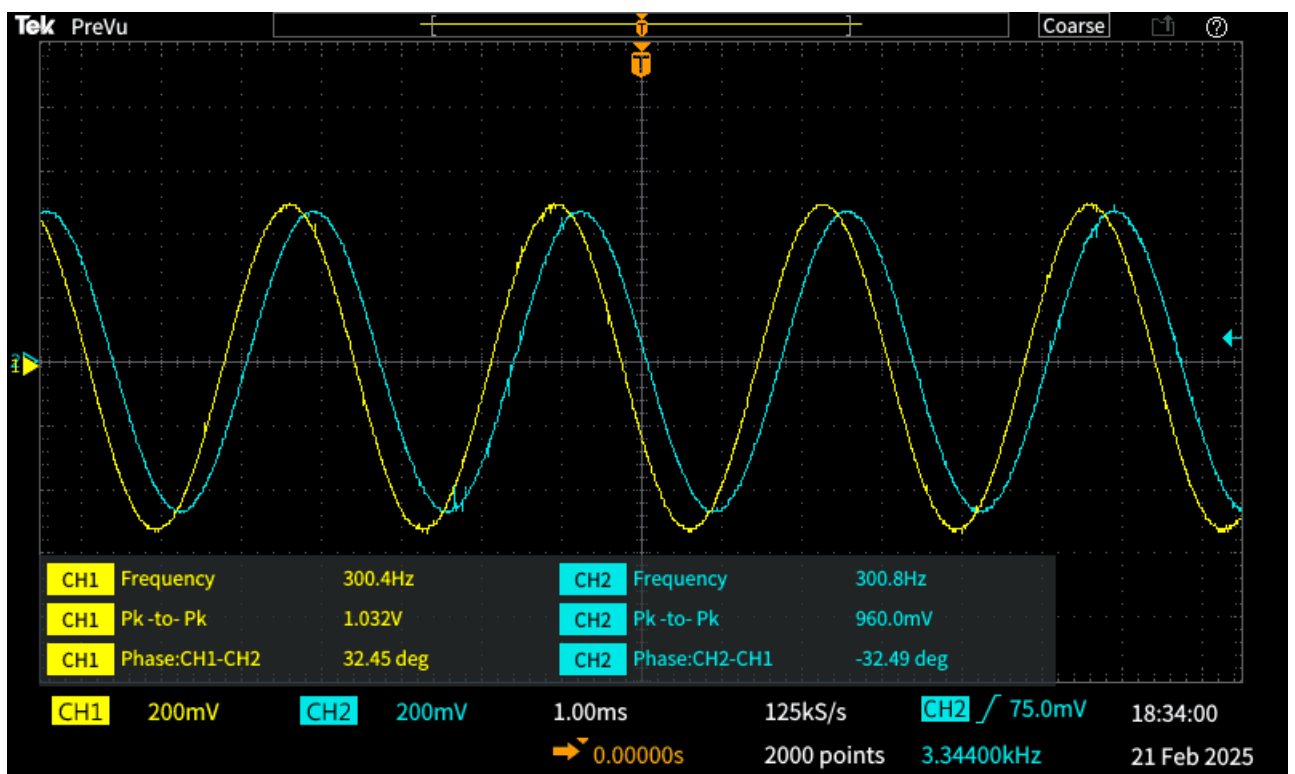 Tek PreVu T Coarse ?
T
2
1
CH1 Frequency 300.4Hz CH2 Frequency 300.8Hz
CH1 Pk -to- Pk 1.032V CH2 Pk -to- Pk 960.0mV
CH1 Phase:CH1-CH2 32.45 deg CH2 Phase:CH2-CH1 -32.49 deg
CH1 200mV CH2 200mV 1.00ms 125kS/s CH2 75.0mV 18:34:00
0.00000s 2000 points 3.34400kHz 21 Feb 2025